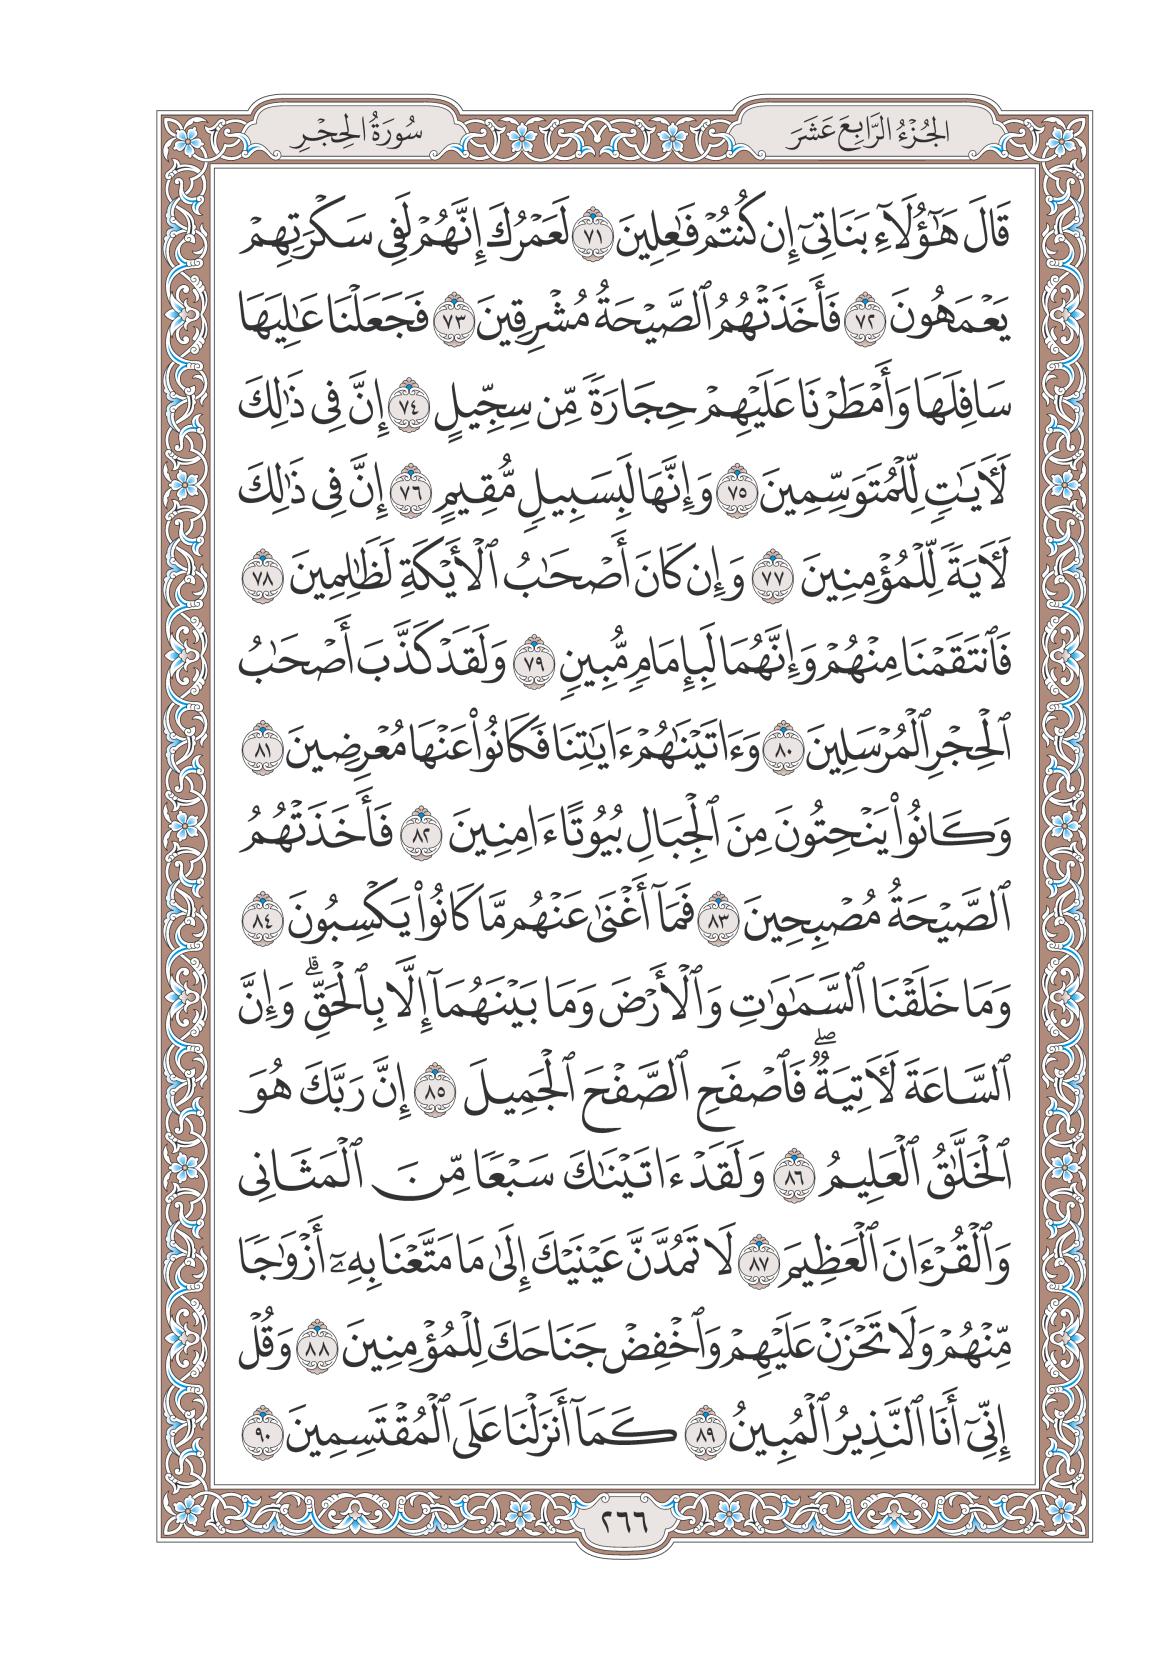 الجُزْءُ الرَّابِعَ عَشَرَ
سُورَةُ الحِجْرِ
قَالَ هَٰٓؤُلَآءِ بَنَاتِىٓ إِن كُنتُمْ فَٰعِلِينَ ٧١ لَعَمْرُكَ إِنَّهُمْ لَفِى سَكْرَتِهِمْ
يَعْمَهُونَ ٧٢ فَأَخَذَتْهُمُ ٱلصَّيْحَةُ مُشْرِقِينَ ٧٣ فَجَعَلْنَا عَٰلِيَهَا
سَافِلَهَا وَأَمْطَرْنَا عَلَيْهِمْ حِجَارَةً مِّن سِجِّيلٍ ٧٤ إِنَّ فِى ذَٰلِكَ
لَءَايَٰتٍ لِّلْمُتَوَسِّمِينَ ٧٥ وَإِنَّهَا لَبِسَبِيلٍ مُّقِيمٍ ٧٦ إِنَّ فِى ذَٰلِكَ
لَءَايَةً لِّلْمُؤْمِنِينَ ٧٧ وَإِن كَانَ أَصْحَٰبُ ٱلْأَيْكَةِ لَظَٰلِمِينَ ٧٨
فَٱنتَقَمْنَا مِنْهُمْ وَإِنَّهُمَا لَبِإِمَامٍ مُّبِينٍ ٧٩ وَلَقَدْ كَذَّبَ أَصْحَٰبُ
ٱلْحِجْرِ ٱلْمُرْسَلِينَ ٨٠ وَءَاتَيْنَٰهُمْ ءَايَٰتِنَا فَكَانُوا۟ عَنْهَا مُعْرِضِينَ ٨١
وَكَانُوا۟ يَنْحِتُونَ مِنَ ٱلْجِبَالِ بُيُوتًا ءَامِنِينَ ٨٢ فَأَخَذَتْهُمُ
ٱلصَّيْحَةُ مُصْبِحِينَ ٨٣ فَمَآ أَغْنَىٰ عَنْهُم مَّا كَانُوا۟ يَكْسِبُونَ ٨٤
وَمَا خَلَقْنَا ٱلسَّمَٰوَٰتِ وَٱلْأَرْضَ وَمَا بَيْنَهُمَآ إِلَّا بِٱلْحَقِّ ۗ وَإِنَّ
ٱلسَّاعَةَ لَءَاتِيَةٌ ۖ فَٱصْفَحِ ٱلصَّفْحَ ٱلْجَمِيلَ ٨٥ إِنَّ رَبَّكَ هُوَ
ٱلْخَلَّٰقُ ٱلْعَلِيمُ ٨٦ وَلَقَدْ ءَاتَيْنَٰكَ سَبْعًا مِّنَ ٱلْمَثَانِى
وَٱلْقُرْءَانَ ٱلْعَظِيمَ ٨٧ لَا تَمُدَّنَّ عَيْنَيْكَ إِلَىٰ مَا مَتَّعْنَا بِهِۦٓ أَزْوَٰجًا
مِّنْهُمْ وَلَا تَحْزَنْ عَلَيْهِمْ وَٱخْفِضْ جَنَاحَكَ لِلْمُؤْمِنِينَ ٨٨ وَقُلْ
إِنِّىٓ أَنَا ٱلنَّذِيرُ ٱلْمُبِينُ ٨٩ كَمَآ أَنزَلْنَا عَلَى ٱلْمُقْتَسِمِينَ ٩٠
٢٦٦